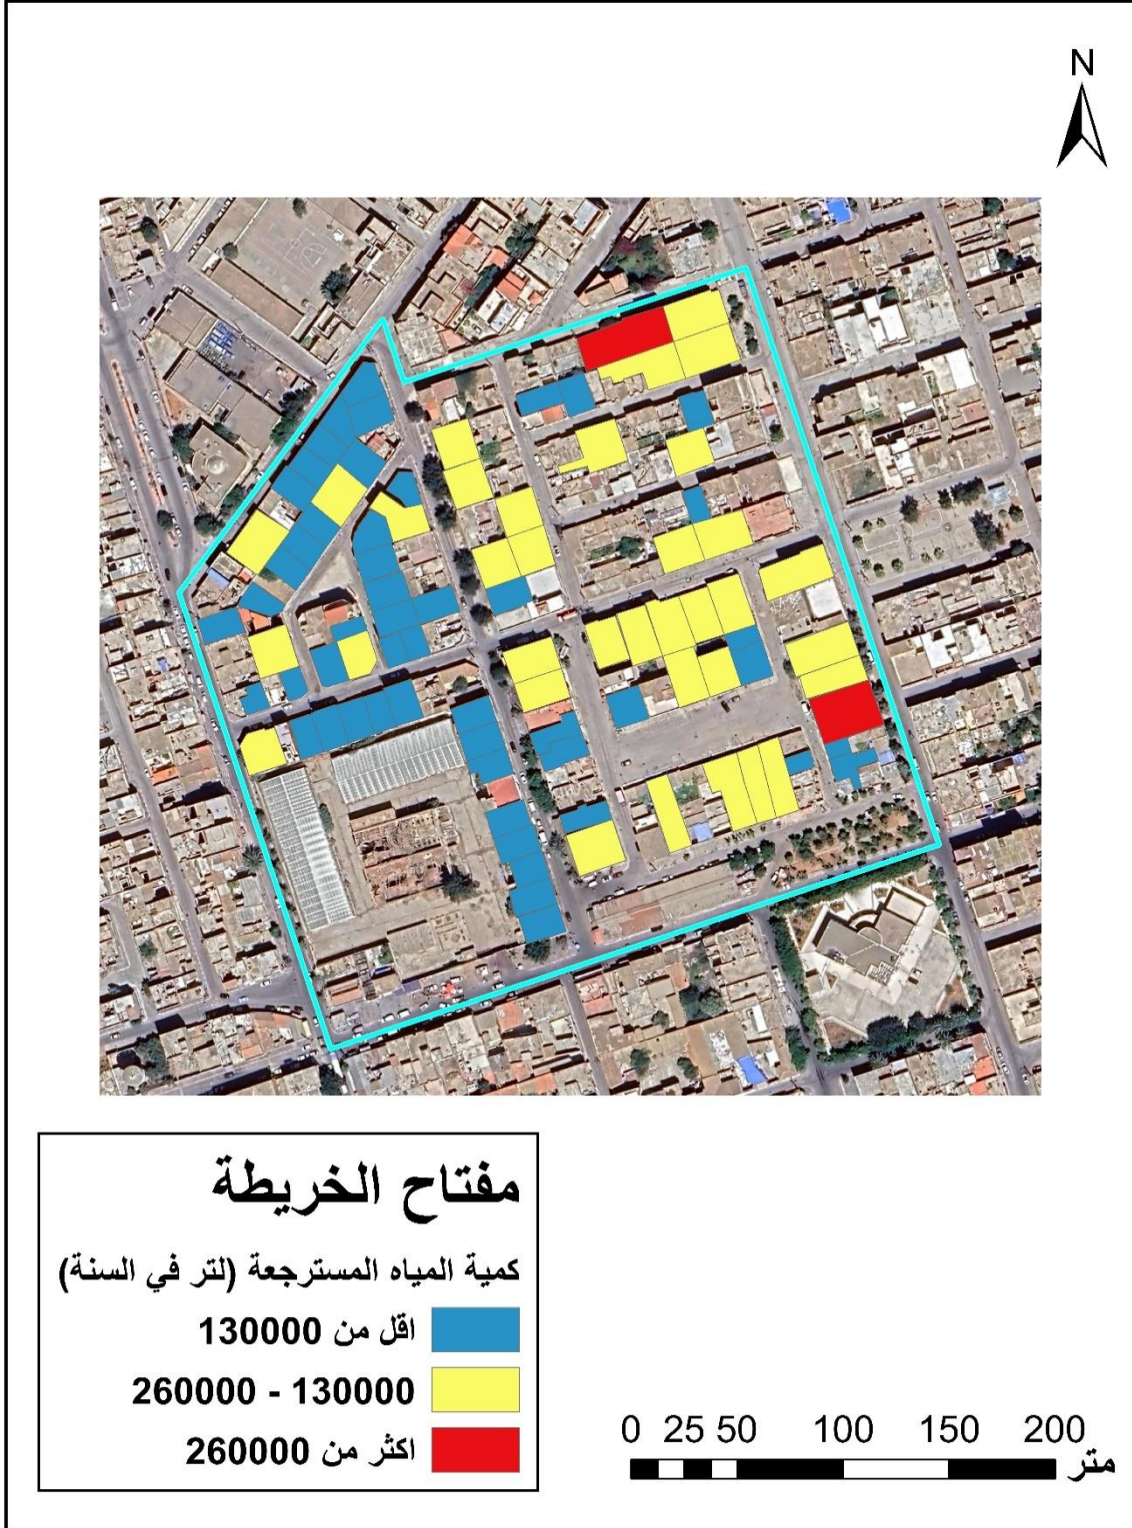 N
مفتاح الخريطة
كمية المياه المسترجعة (لتر في السنة)
اقل من 130000
130000 - 260000
اكثر من 260000
0 25 50 100 150 200
متر